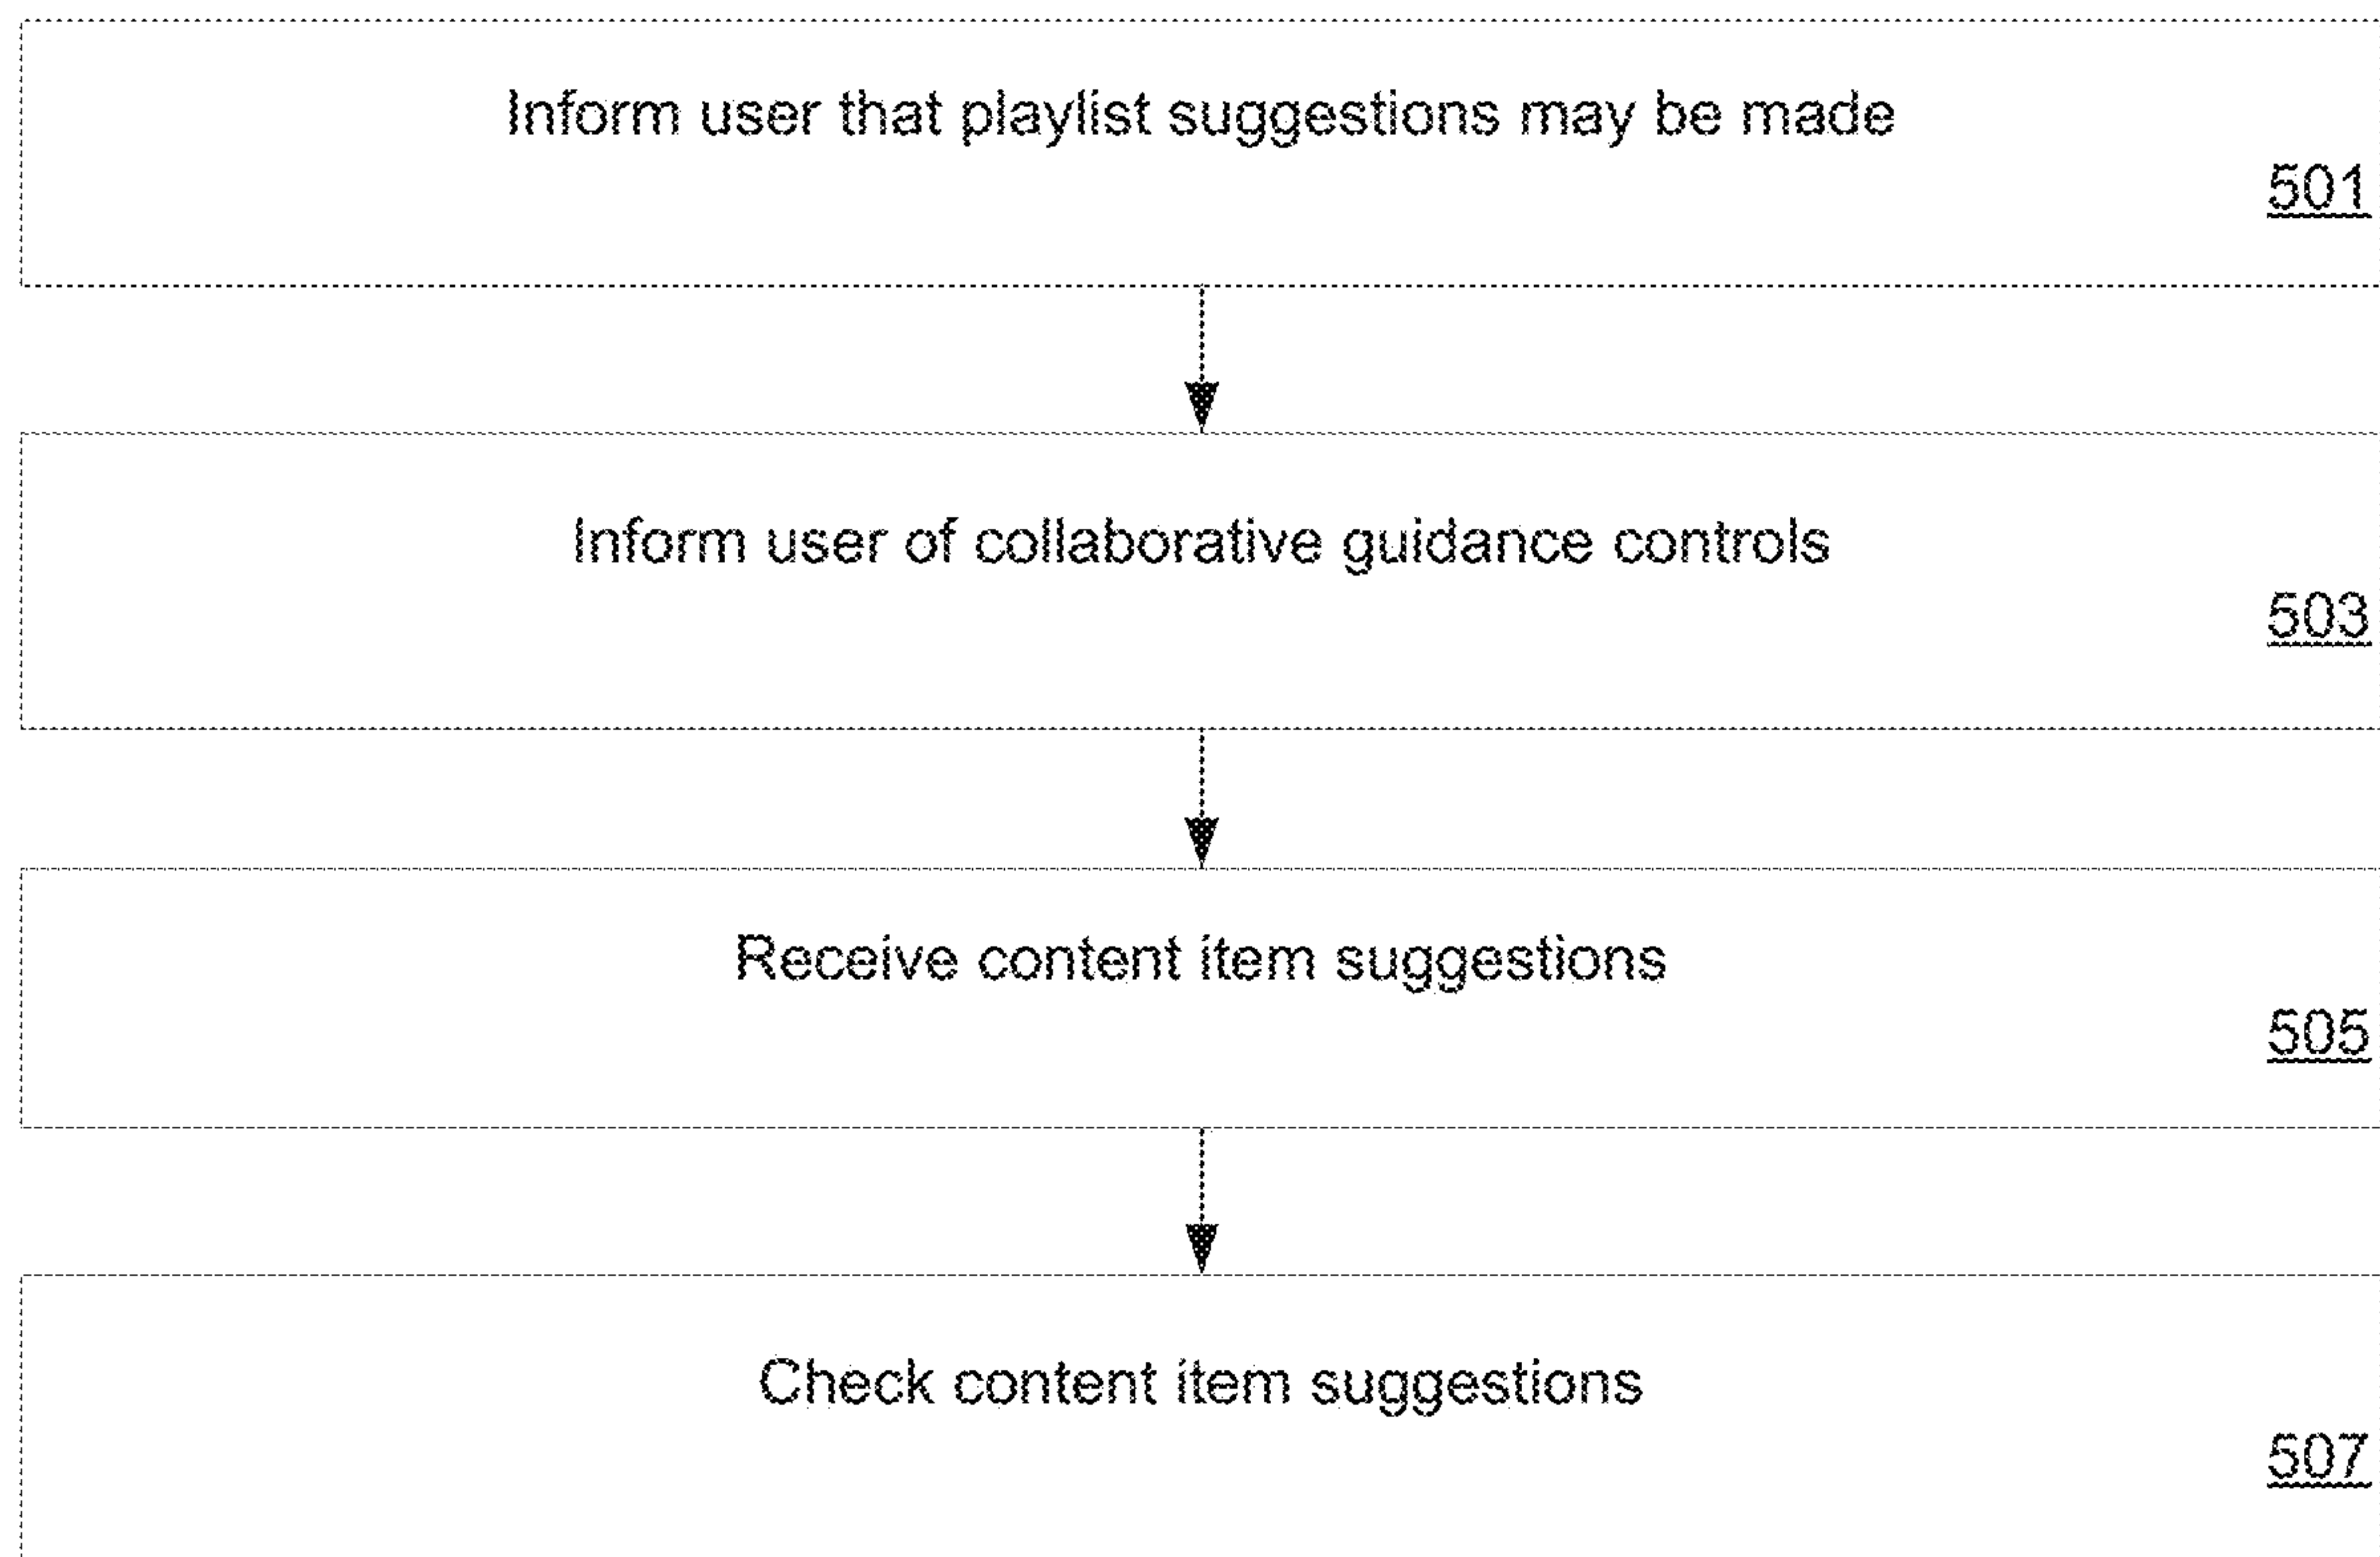 Inform user that playlist suggestions may be made
501
Inform user of collaborative guidance controls
503
Receive content item suggestions
505
Check content item suggestions
507